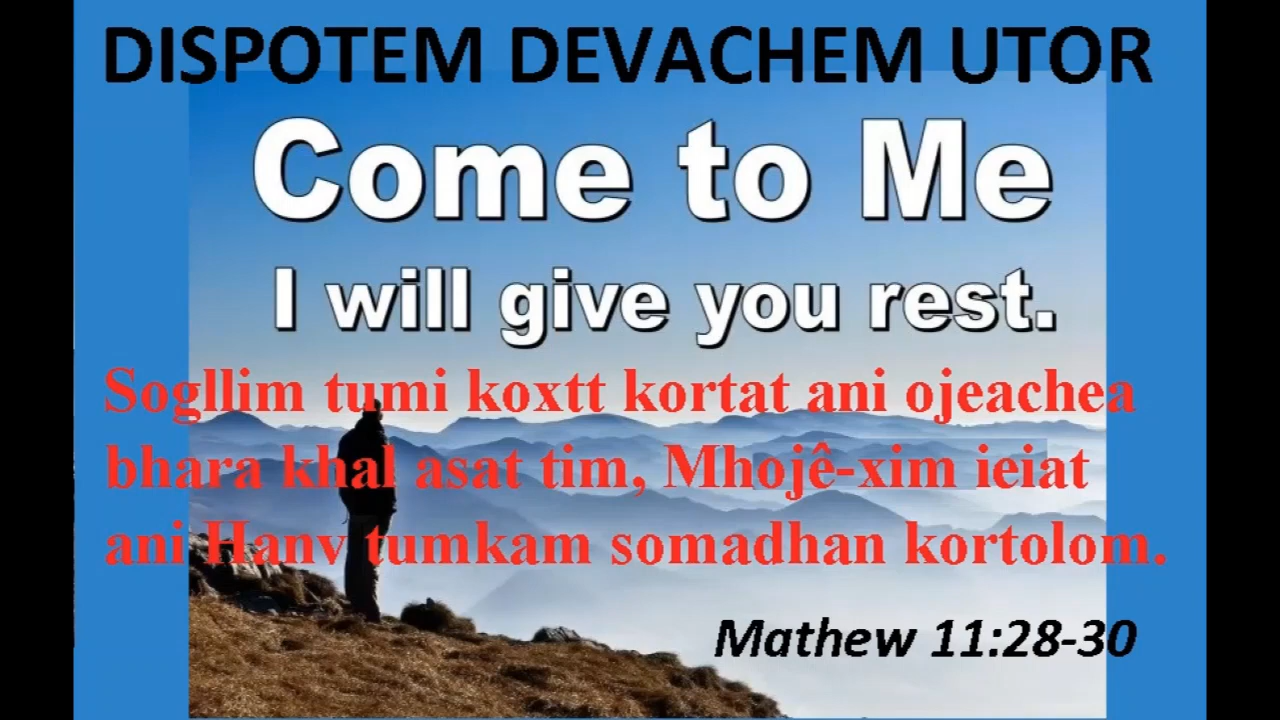 DISPOTEM DEVACHEM UTOR
Come to Me
I will give you rest.
Sogllim tumi koxtt kortat ani ojeachea
bhara khal asat tim, Mhojê-xim ieiat
ani Hanv tumkam somadhan kortolom.
Mathew 11:28-30